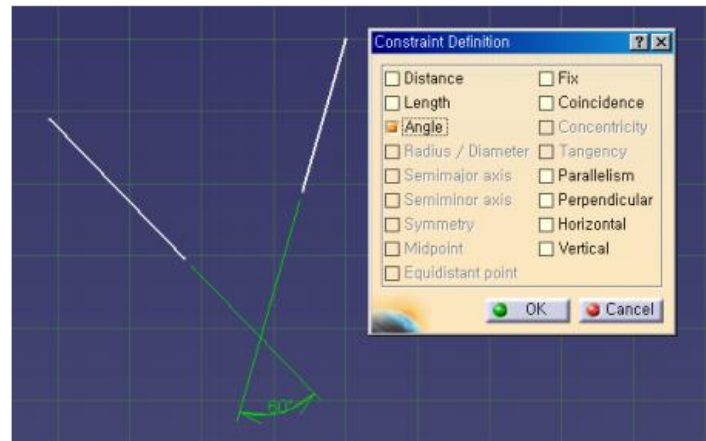 Constraint Definition
? X
Distance
Length
Angle
Radius / Diameter
Semimajor axis
Semiminor axis
Symmetry
Midpoint
Equidistant point
Fix
Coincidence
Concentricity
Tangency
Parallelism
Perpendicular
Horizontal
Vertical
OK
Cancel
60°